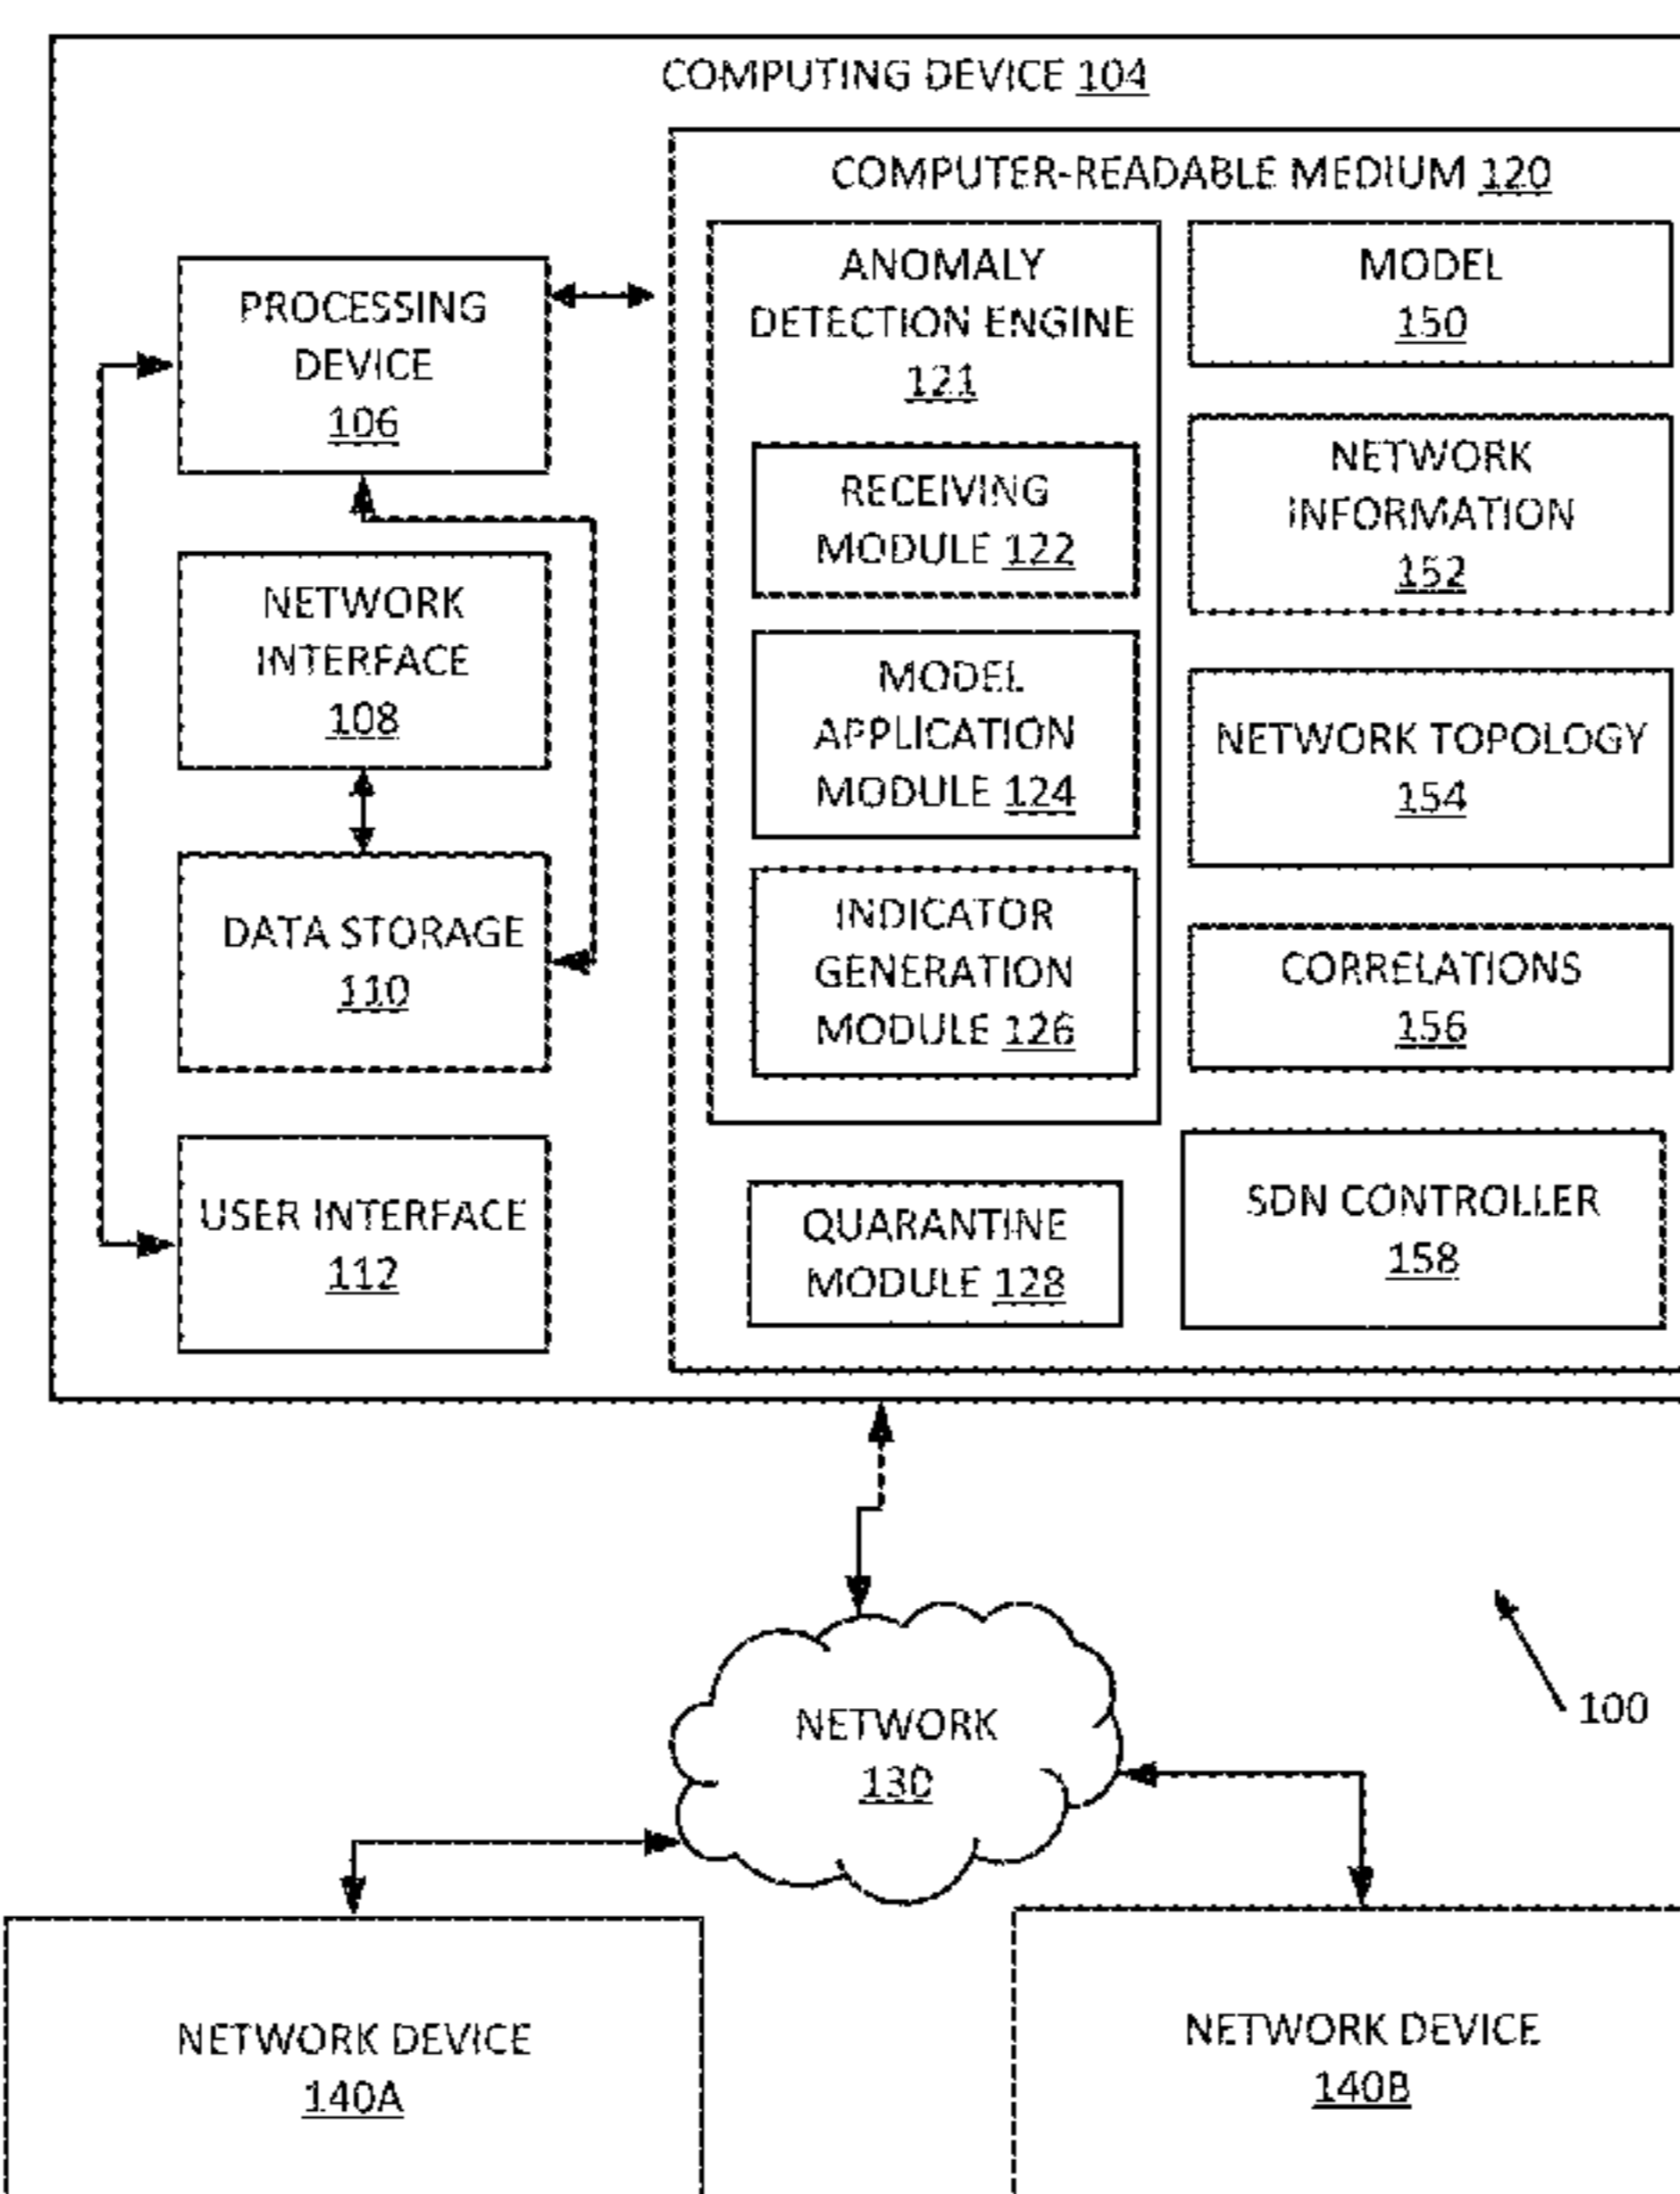 COMPUTING DEVICE 104
COMPUTER-READABLE MEDIUM 120
PROCESSING
DEVICE
106
NETWORK
INTERFACE
108
DATA STORAGE
110
USER INTERFACE
112
ANOMALY
DETECTION ENGINE
121
RECEIVING
MODULE 122
MODEL
APPLICATION
MODULE 124
INDICATOR
GENERATION
MODULE 126
QUARANTINE
MODULE 128
MODEL
150
NETWORK
INFORMATION
152
NETWORK TOPOLOGY
154
CORRELATIONS
156
SDN CONTROLLER
158
NETWORK
130
100
NETWORK DEVICE
140A
NETWORK DEVICE
140B